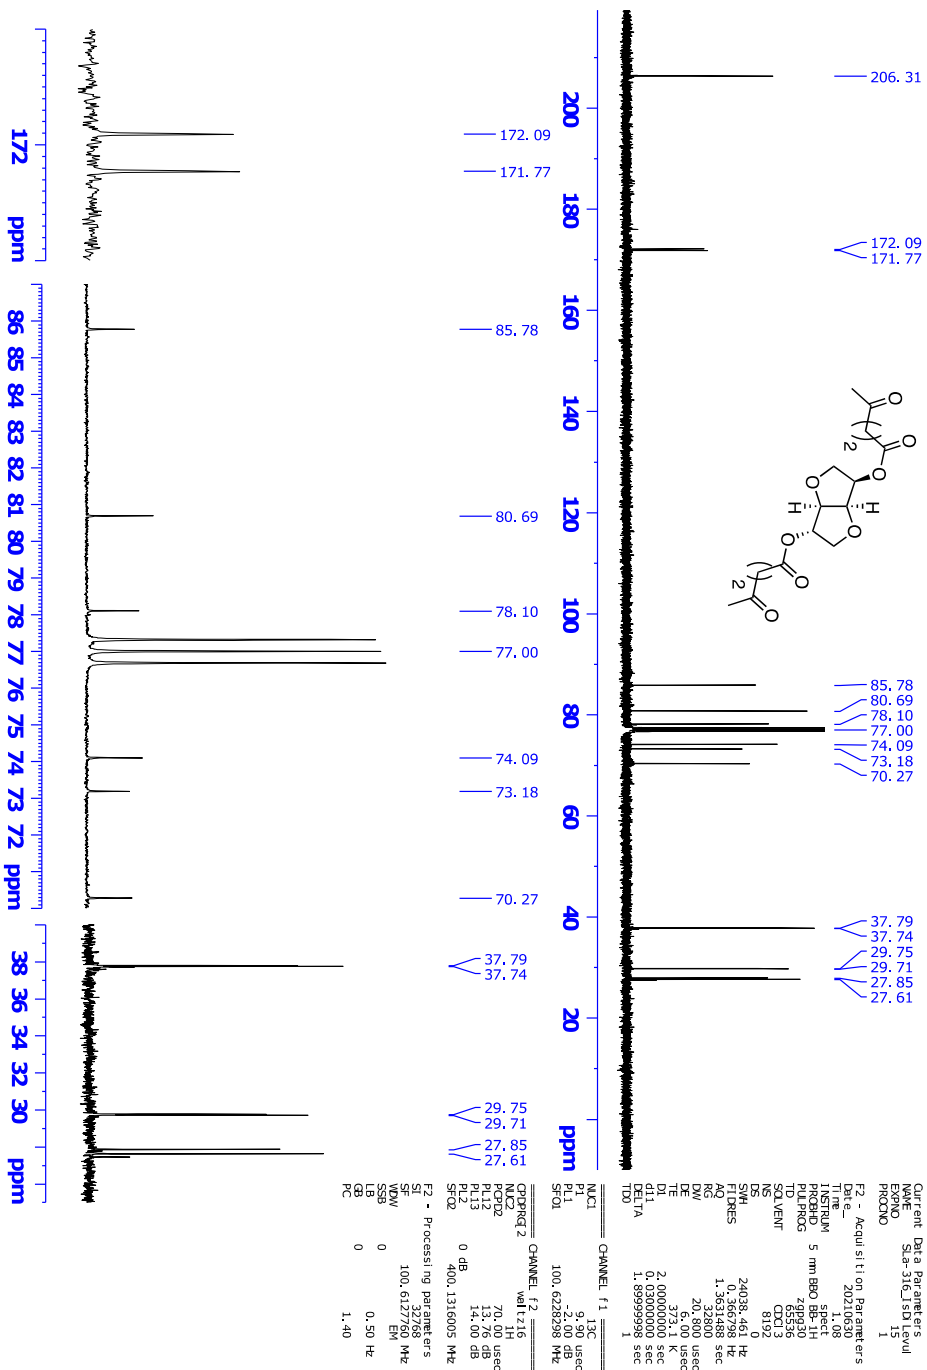 206.31
172.09
171.77
85.78
80.69
78.10
77.00
74.09
73.18
70.27
37.79
37.74
29.75
29.71
27.85
27.61
O
O
O
2
O
H
H
O
O
O
2
O
200
180
160
140
120
100
80
60
40
20
ppm
172.09
171.77
172
ppm
85.78
80.69
78.10
77.00
74.09
73.18
70.27
86
85
84
83
82
81
80
79
78
77
76
75
74
73
72
ppm
37.79
37.74
29.75
29.71
27.85
27.61
38
36
34
32
30
ppm
Current Data Parameters
NAME SLa-316_IsDiLevul
EXPNO 15
PROCNO 1
F2 - Acquisition Parameters
Date_ 20210630
Time 1.08
INSTRUM spect
PROBHD 5 mm BBO BB-1H
PULPROG zgpg30
TD 65536
SOLVENT CDCl3
NS 8192
DS 0
SWH 24038.461 Hz
FIDRES 0.366798 Hz
AQ 1.3631488 sec
RG 32800
DW 20.800 usec
DE 6.00 usec
TE 373.1 K
D1 2.00000000 sec
d11 0.03000000 sec
DELTA 1.89999998 sec
TD0 1
======== CHANNEL f1 ========
NUC1 13C
P1 9.90 usec
PL1 -2.00 dB
SFO1 100.6228298 MHz
======== CHANNEL f2 ========
CPDPRG2 waltz16
NUC2 1H
PCPD2 70.00 usec
PL12 13.76 dB
PL13 14.00 dB
PL2 0 dB
SFO2 400.1316005 MHz
F2 - Processing parameters
SI 32768
SF 100.6127760 MHz
WDW EM
SSB 0
LB 0.50 Hz
GB 0
PC 1.40